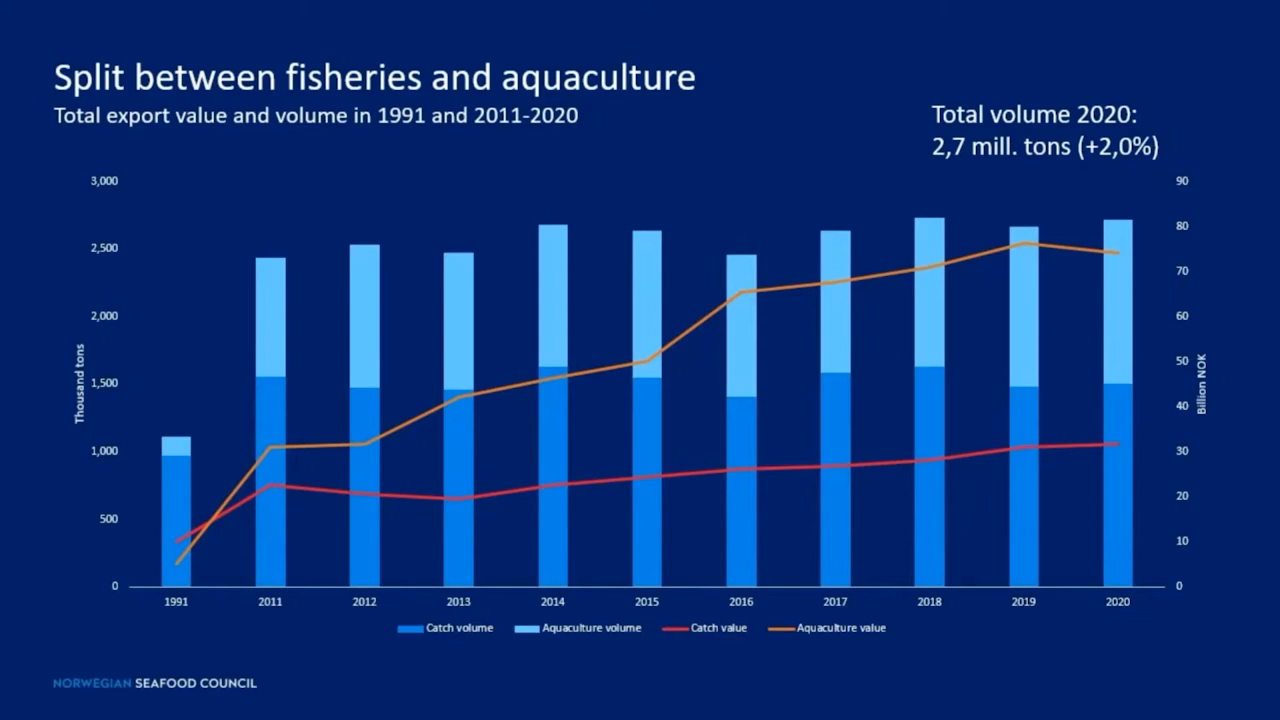 Split between fisheries and aquaculture
Total export value and volume in 1991 and 2011-2020
Total volume 2020:
2,7 mill. tons (+2,0%)
3,000
2,500
2,000
1,500
1,000
500
0
Thousand tons
90
80
70
60
50
40
30
20
10
0
Billion NOK
1991 2011 2012 2013 2014 2015 2016 2017 2018 2019 2020
Catch volume Aquaculture volume Catch value Aquaculture value
NORWEGIAN SEAFOOD COUNCIL